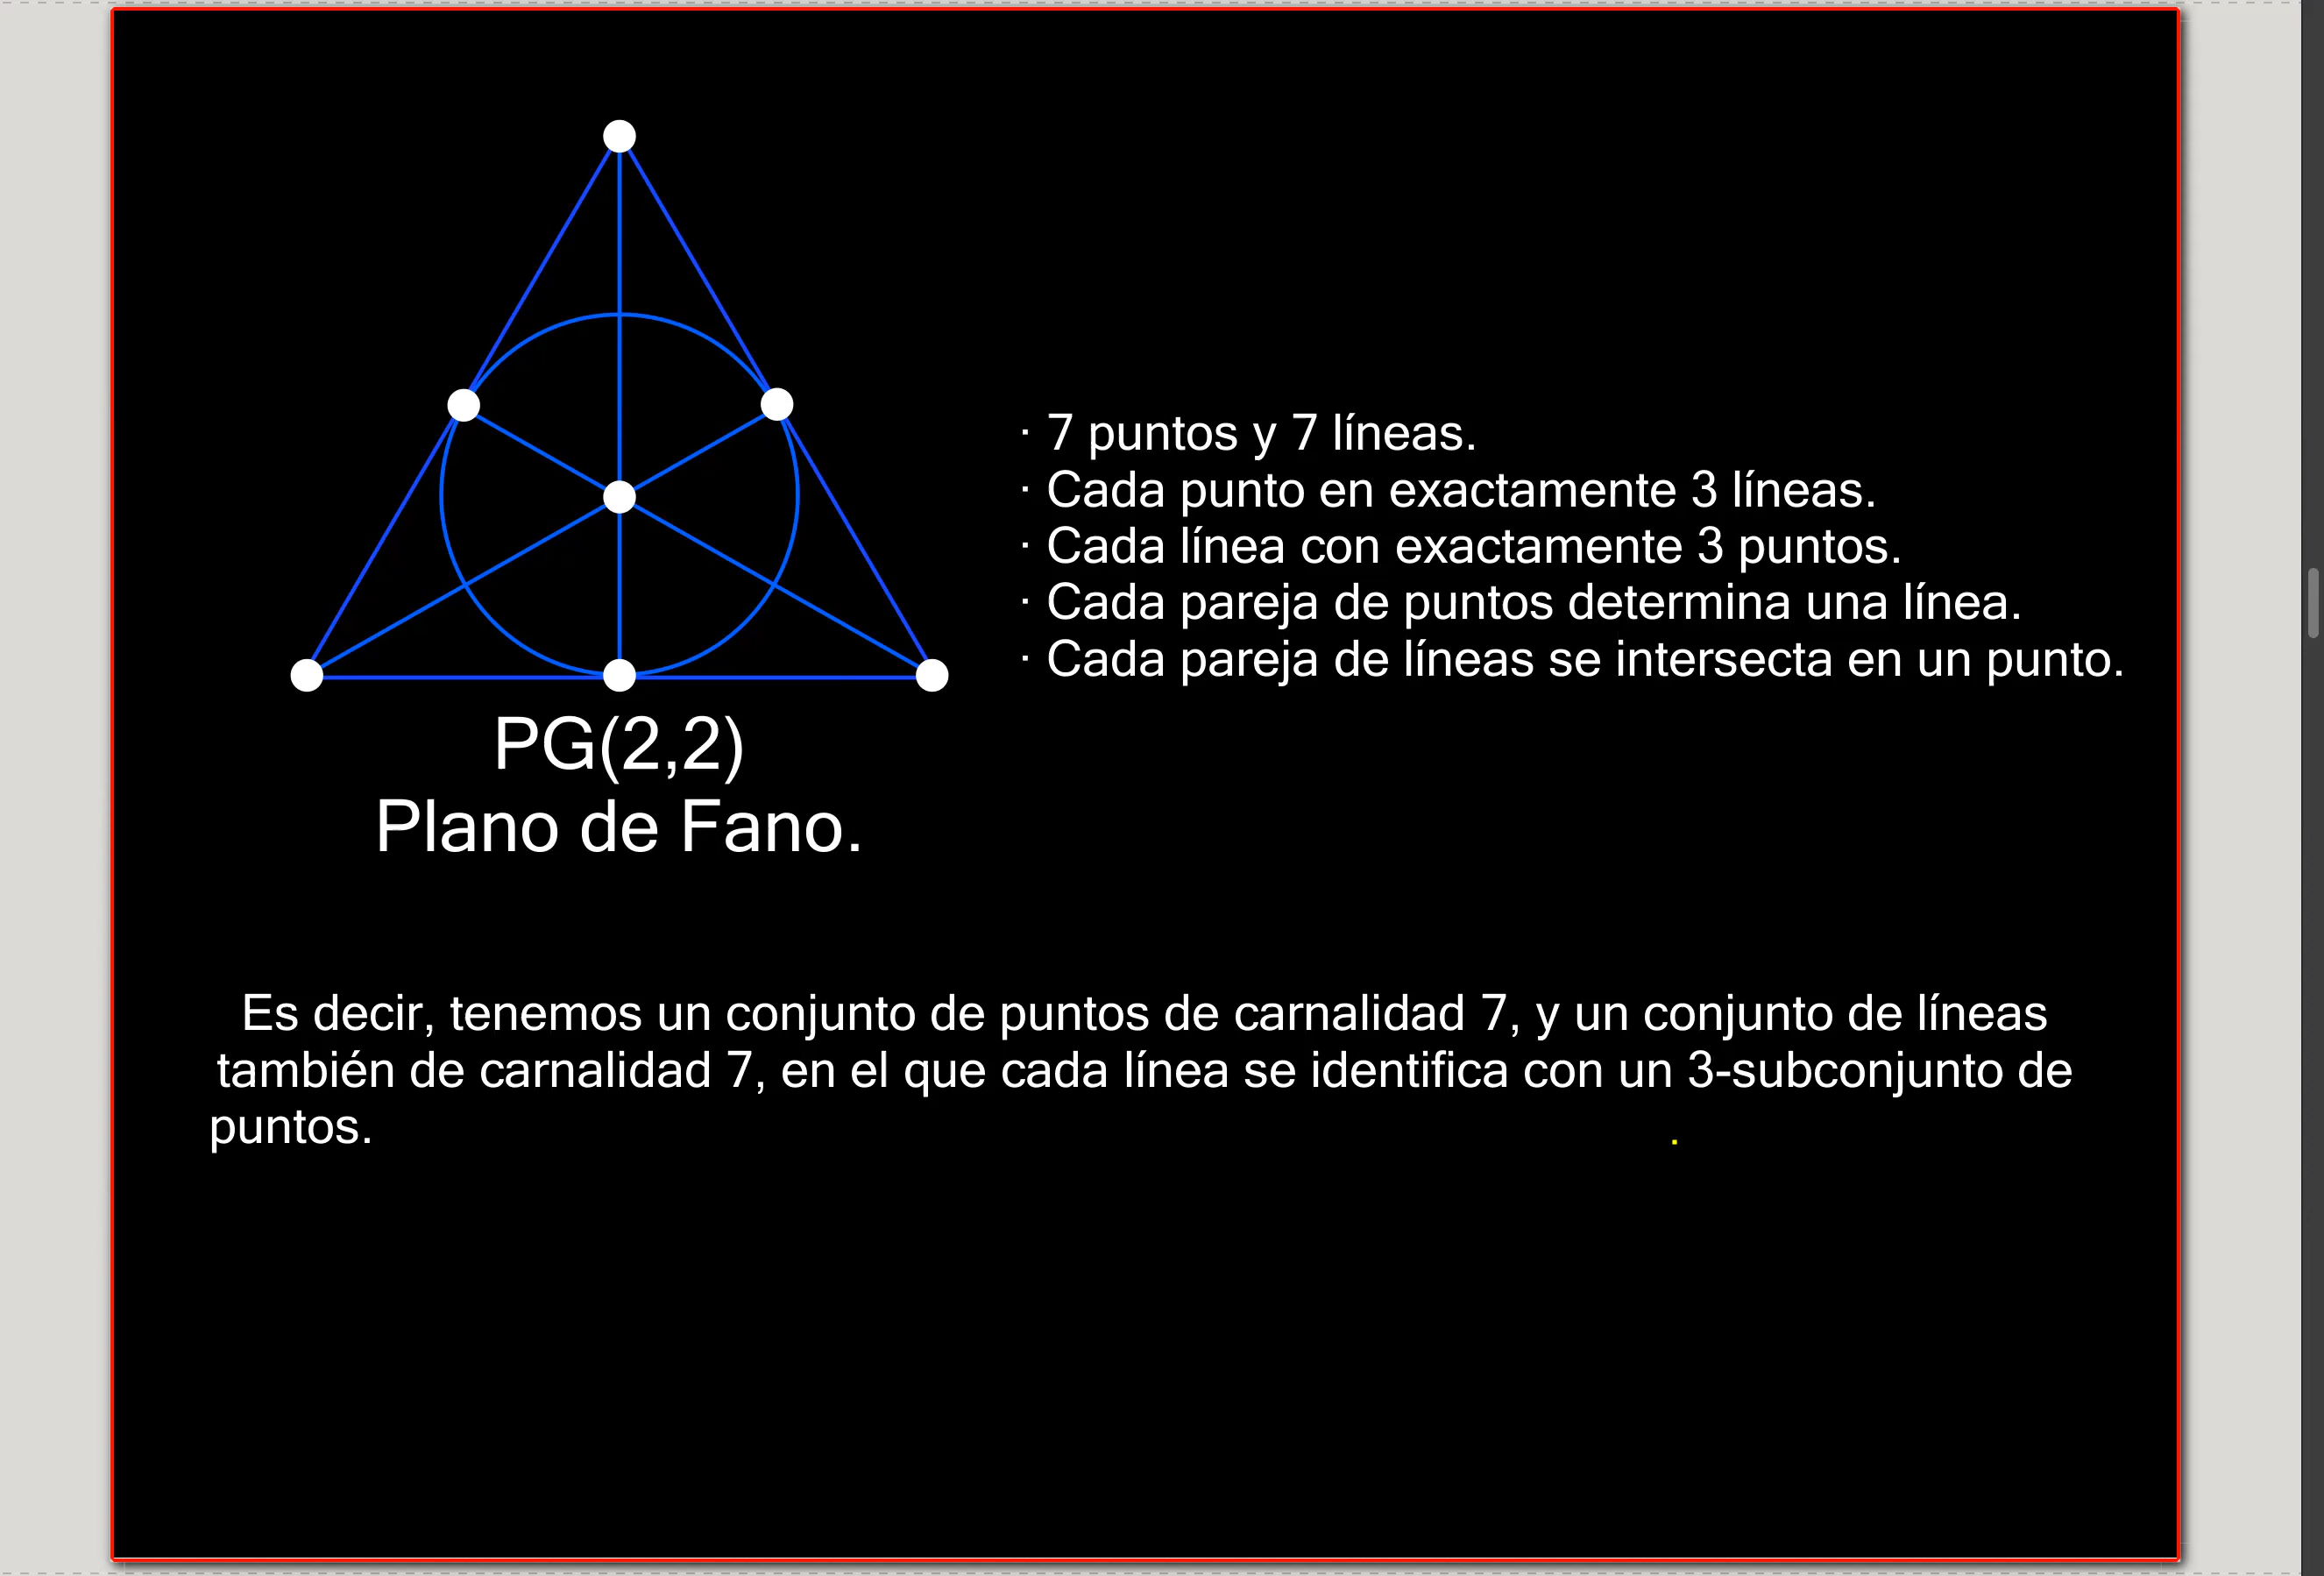 · 7 puntos y 7 líneas.
· Cada punto en exactamente 3 líneas.
· Cada línea con exactamente 3 puntos.
· Cada pareja de puntos determina una línea.
· Cada pareja de líneas se intersecta en un punto.
PG(2,2)
Plano de Fano.
Es decir, tenemos un conjunto de puntos de carnalidad 7, y un conjunto de líneas
también de carnalidad 7, en el que cada línea se identifica con un 3-subconjunto de
puntos.